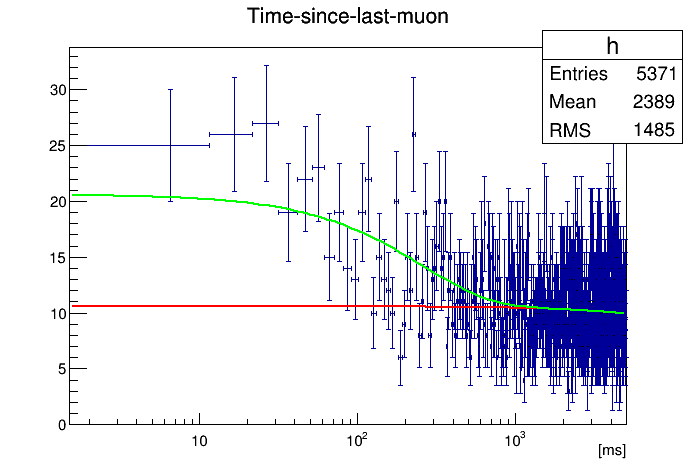 Time-since-last-muon
h
Entries 5371
Mean 2389
RMS 1485
30
25
20
15
10
5
0
10 10² 10³
[ms]